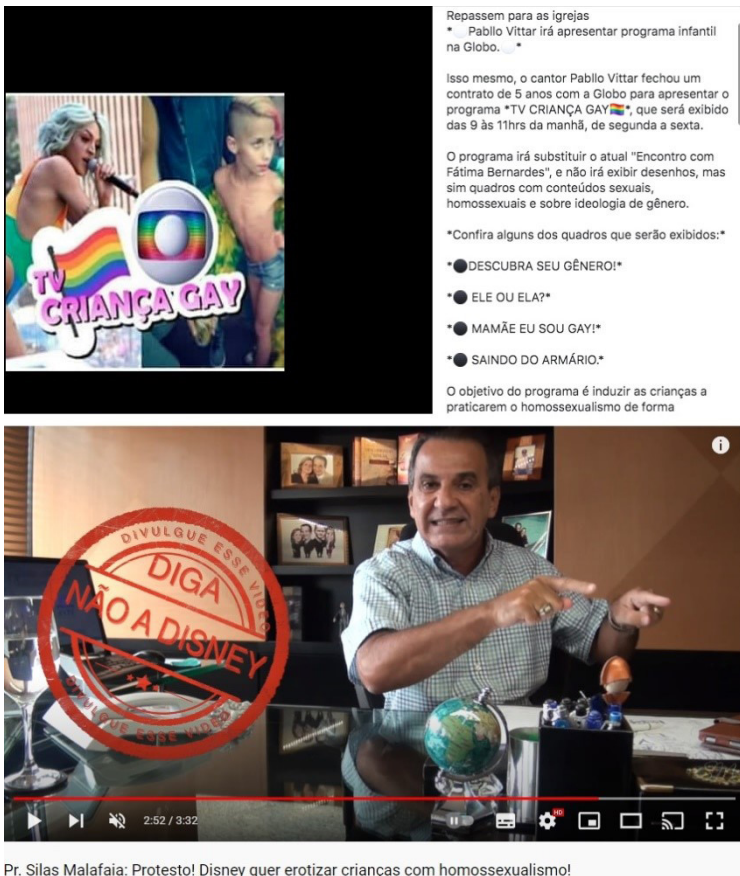 Repassem para as igrejas
*⚪Pabllo Vittar irá apresentar programa infantil
na Globo.⚪*
Isso mesmo, o cantor Pabllo Vittar fechou um
contrato de 5 anos com a Globo para apresentar o
programa *TV CRIANÇA GAY🏳️‍🌈*, que será exibido
das 9 às 11hrs da manhã, de segunda a sexta.
O programa irá substituir o atual "Encontro com
Fátima Bernardes", e não irá exibir desenhos, mas
sim quadros com conteúdos sexuais,
homossexuais e sobre ideologia de gênero.
*Confira alguns dos quadros que serão exibidos:*
*⚫DESCUBRA SEU GÊNERO!*
*⚫ ELE OU ELA?*
*⚫ MAMÃE EU SOU GAY!*
*⚫ SAINDO DO ARMÁRIO.*
O objetivo do programa é induzir as crianças a
praticarem o homossexualismo de forma
TV
CRIANÇA GAY
DIVULGUE ESSE VIDEO
DIGA
NÃO A DISNEY
DIVULGUE ESSE VIDEO
2:52 / 3:32
HD
Pr. Silas Malafaia: Protesto! Disney quer erotizar crianças com homossexualismo!